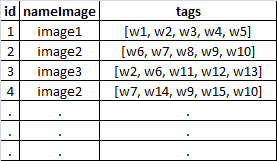 id nameImage tags
1 image1 [w1, w2, w3, w4, w5]
2 image2 [w6, w7, w8, w9, w10]
3 image3 [w2, w6, w11, w12, w13]
4 image2 [w7, w14, w9, w15, w10]
. . .
. . .
. . .